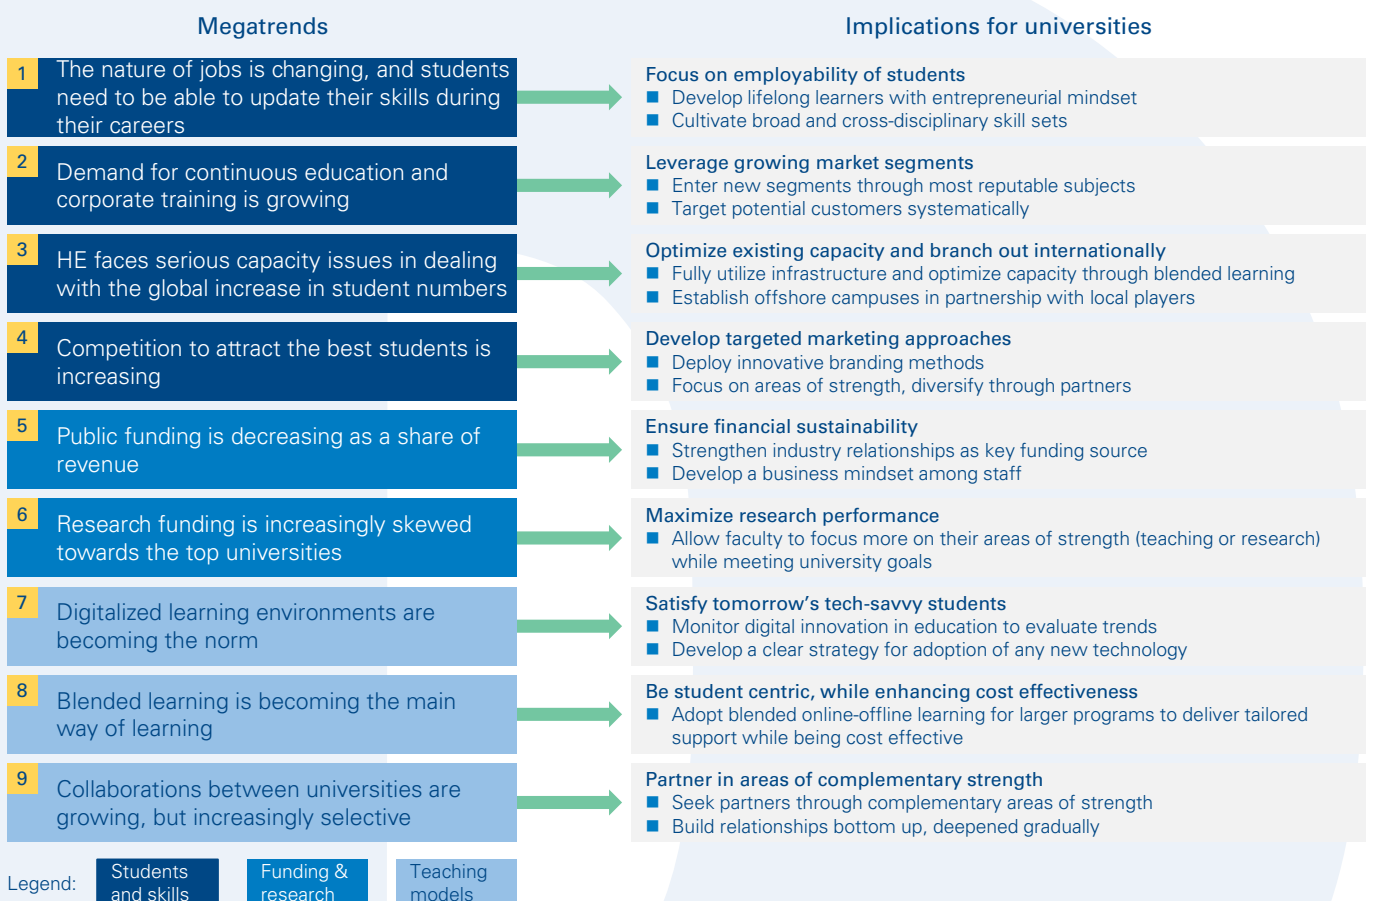 Megatrends
Implications for universities
1
The nature of jobs is changing, and students
need to be able to update their skills during
their careers
Focus on employability of students
■ Develop lifelong learners with entrepreneurial mindset
■ Cultivate broad and cross-disciplinary skill sets
2
Demand for continuous education and
corporate training is growing
Leverage growing market segments
■ Enter new segments through most reputable subjects
■ Target potential customers systematically
3
HE faces serious capacity issues in dealing
with the global increase in student numbers
Optimize existing capacity and branch out internationally
■ Fully utilize infrastructure and optimize capacity through blended learning
■ Establish offshore campuses in partnership with local players
4
Competition to attract the best students is
increasing
Develop targeted marketing approaches
■ Deploy innovative branding methods
■ Focus on areas of strength, diversify through partners
5
Public funding is decreasing as a share of
revenue
Ensure financial sustainability
■ Strengthen industry relationships as key funding source
■ Develop a business mindset among staff
6
Research funding is increasingly skewed
towards the top universities
Maximize research performance
■ Allow faculty to focus more on their areas of strength (teaching or research)
while meeting university goals
7
Digitalized learning environments are
becoming the norm
Satisfy tomorrow's tech-savvy students
■ Monitor digital innovation in education to evaluate trends
■ Develop a clear strategy for adoption of any new technology
8
Blended learning is becoming the main
way of learning
Be student centric, while enhancing cost effectiveness
■ Adopt blended online-offline learning for larger programs to deliver tailored
support while being cost effective
9
Collaborations between universities are
growing, but increasingly selective
Partner in areas of complementary strength
■ Seek partners through complementary areas of strength
■ Build relationships bottom up, deepened gradually
Legend:
Students
and skills
Funding &
research
Teaching
models